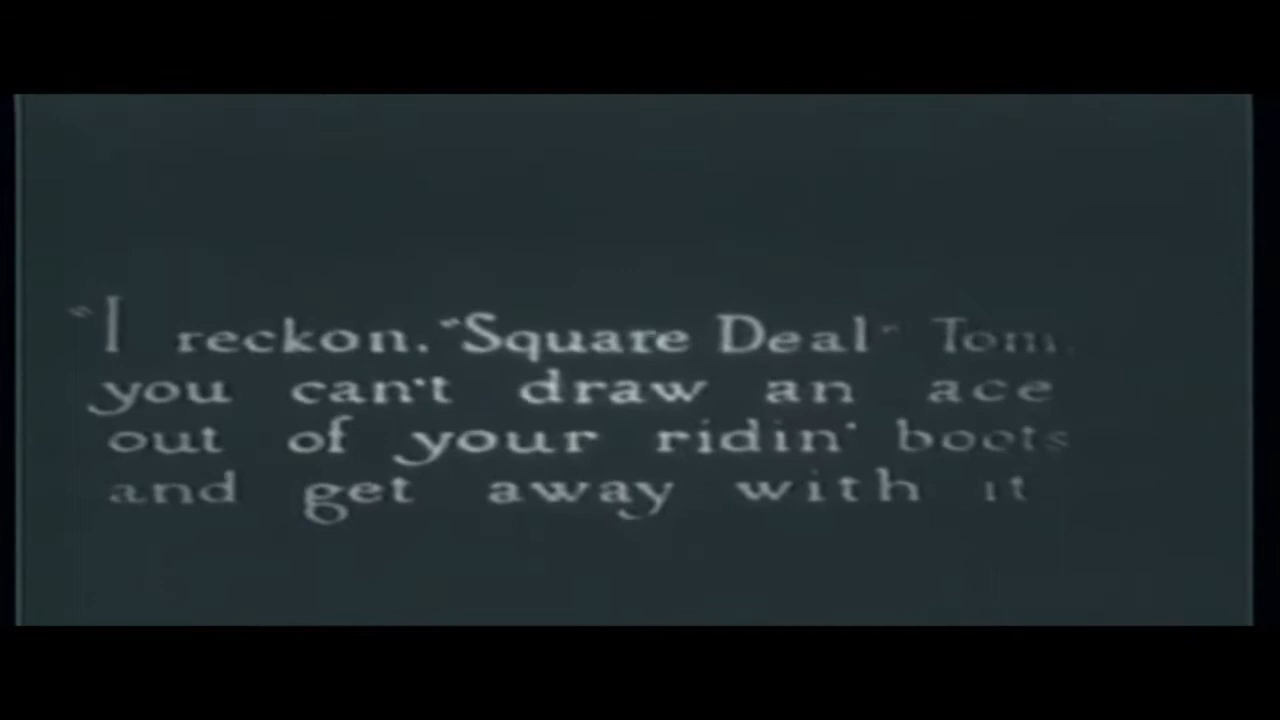 "I reckon, "Square Deal" Tom,
you can't draw an ace
out of your ridin' boots
and get away with it